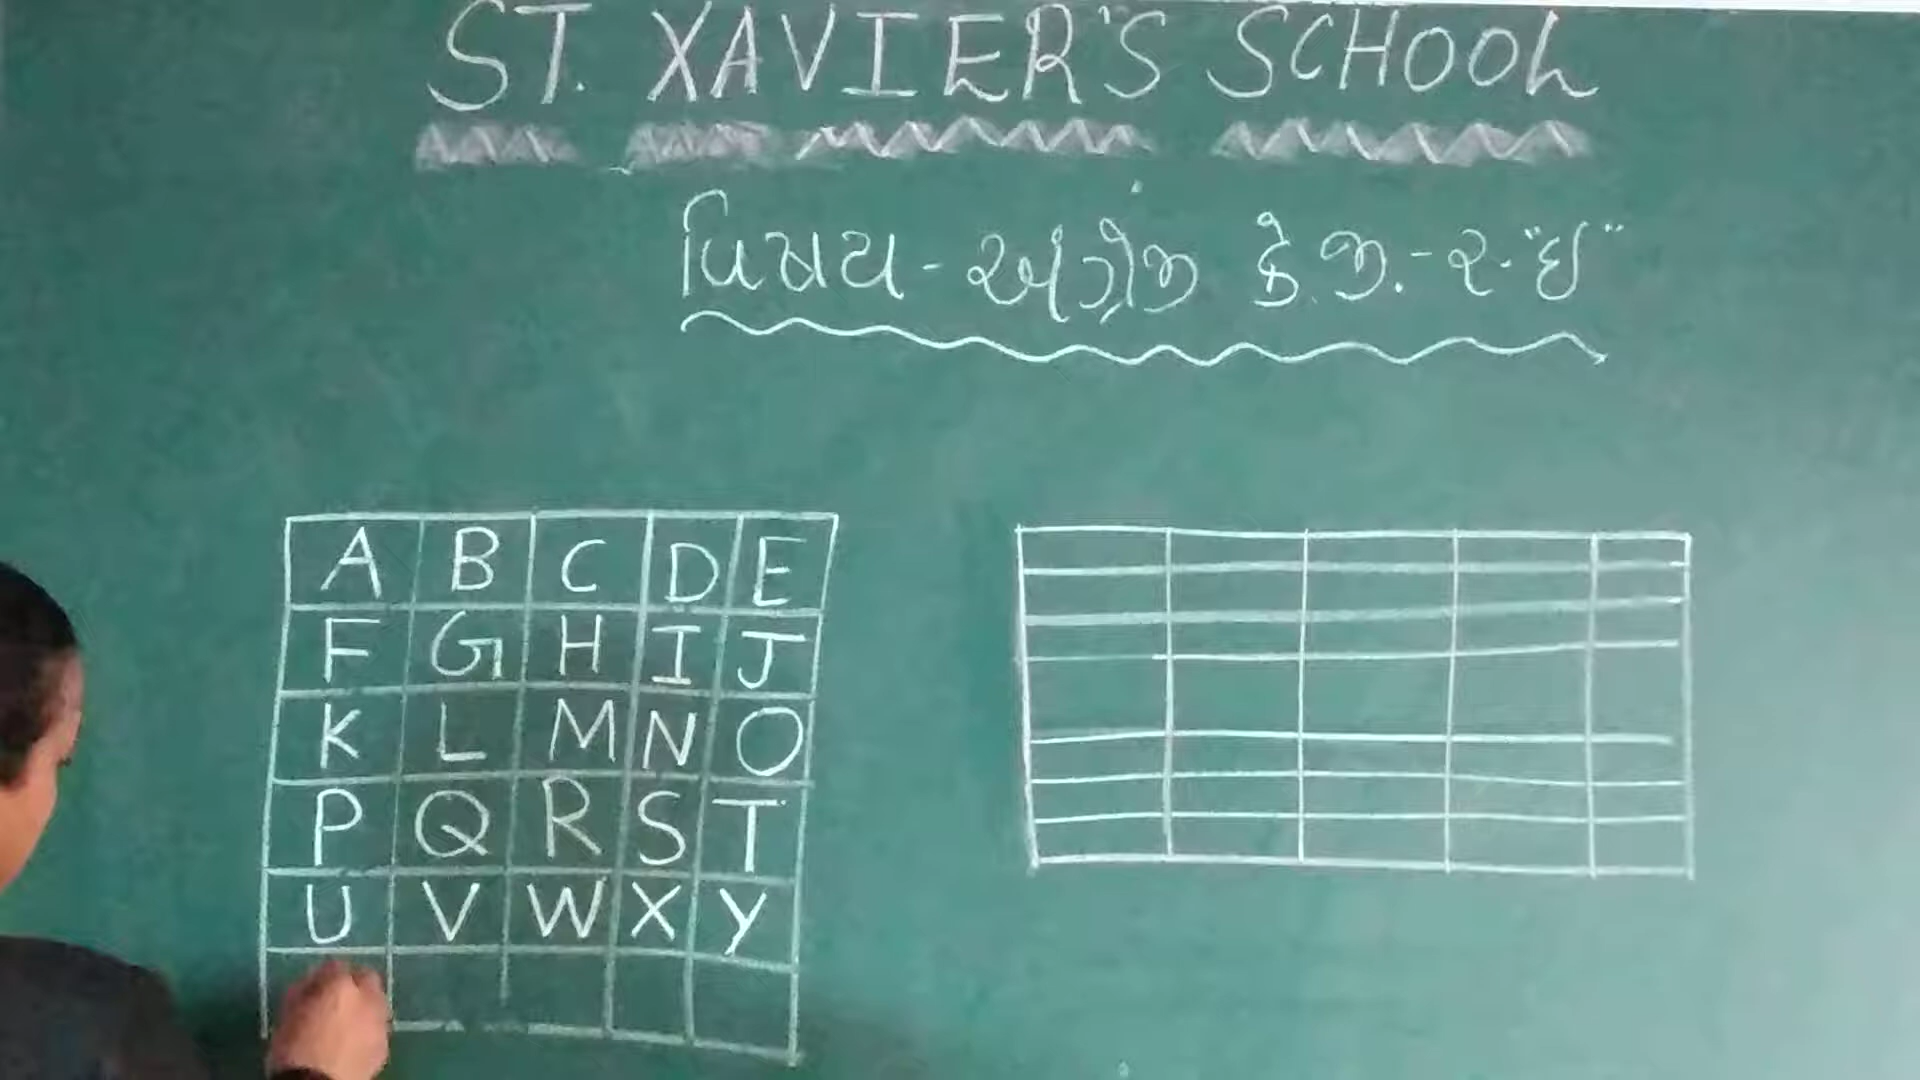 ST. XAVIER'S SCHOOL
વિષય - અંગ્રેજી કે.જી.-૨-"ઇ"
A B C D E
F G H I J
K L M N O
P Q R S T
U V W X Y